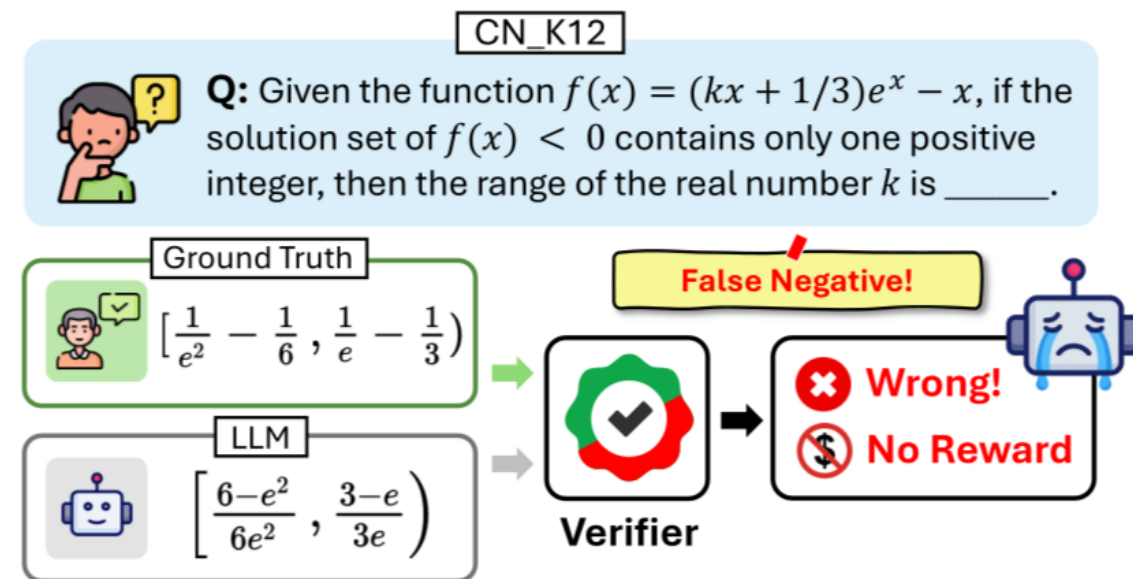 CN_K12
?
Q: Given the function f(x) = (kx + 1/3)e^x − x, if the
solution set of f(x) < 0 contains only one positive
integer, then the range of the real number k is ______.
Ground Truth
[1/e^2 − 1/6, 1/e − 1/3)
False Negative!
LLM
[6−e^2/6e^2, 3−e/3e)
Verifier
Wrong!
$ No Reward